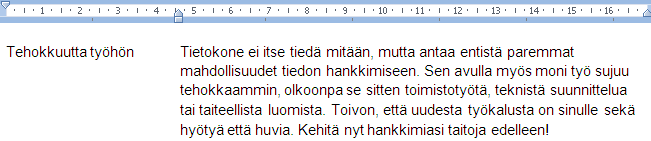 1 2 3 4 5 6 7 8 9 10 11 12 13 14 15 16
Tehokkuutta työhön Tietokone ei itse tiedä mitään, mutta antaa entistä paremmat
mahdollisuudet tiedon hankkimiseen. Sen avulla myös moni työ sujuu
tehokkaammin, olkoonpa se sitten toimistotyötä, teknistä suunnittelua
tai taiteellista luomista. Toivon, että uudesta työkalusta on sinulle sekä
hyötyä että huvia. Kehitä nyt hankkimiasi taitoja edelleen!